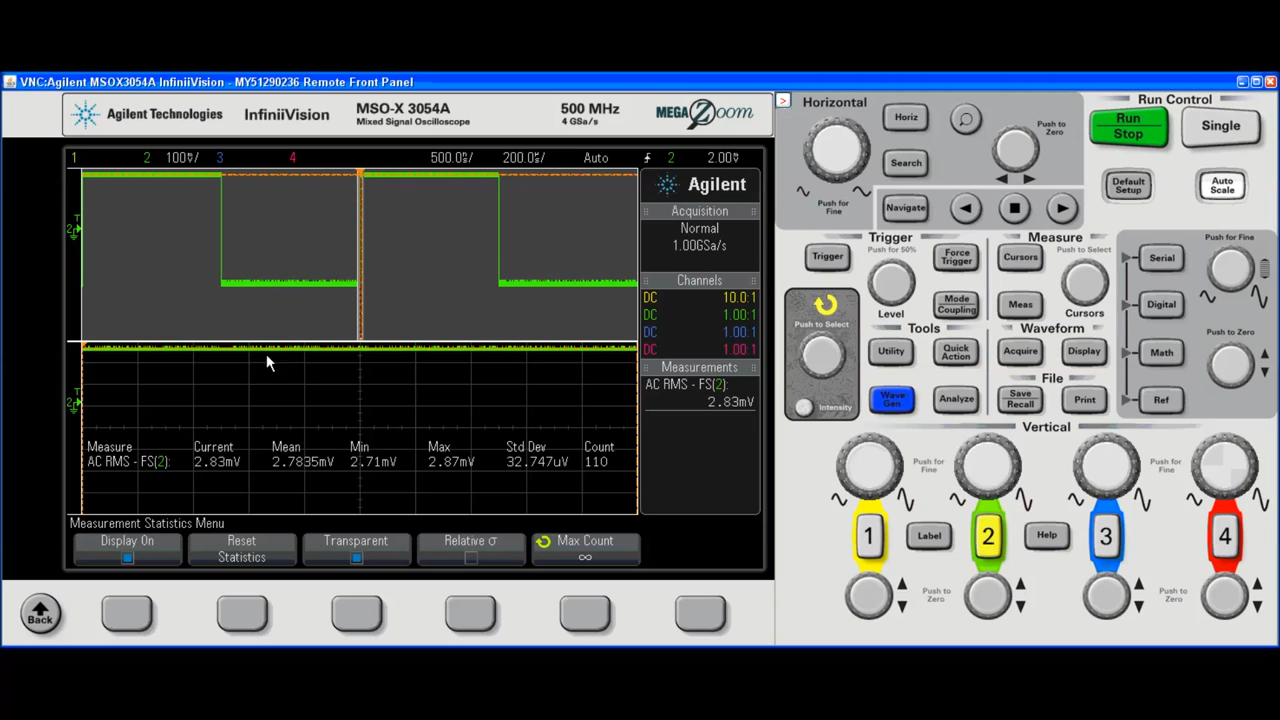 VNC:Agilent MSOX3054A InfiniiVision - MY51290236 Remote Front Panel
Agilent Technologies InfiniiVision MSO-X 3054A Mixed Signal Oscilloscope 500 MHz 4 GSa/s MEGA Zoom
1 2 100▽/ 3 4 500.0▽/ 200.0▽/ Auto 2 2.00▽
Agilent
Acquisition
Normal
1.00GSa/s
Channels
DC 10.0:1
DC 1.00:1
DC 1.00:1
DC 1.00:1
Measurements
AC RMS - FS(2):
2.83mV
Measure Current Mean Min Max Std Dev Count
AC RMS - FS(2): 2.83mV 2.7835mV 2.71mV 2.87mV 32.747uV 110
Measurement Statistics Menu
Display On
Reset Statistics
Transparent
Relative σ
Max Count
∞
Back
>
Horizontal
Push for Fine
Horiz
Search
Navigate
Push to Zero
Run Control
Run Stop
Single
Default Setup
Auto Scale
Trigger
Trigger
Push for 50%
Level
Force Trigger
Mode Coupling
Measure
Cursors
Push to Select
Meas
Cursors
Push to Select
Intensity
Tools
Utility
Quick Action
Wave Gen
Analyze
Waveform
Acquire
Display
File
Save Recall
Print
Push for Fine
Serial
Digital
Push to Zero
Math
Ref
Vertical
Push for Fine
Push for Fine
1
Label
2
Help
3
4
Push to Zero
Push to Zero